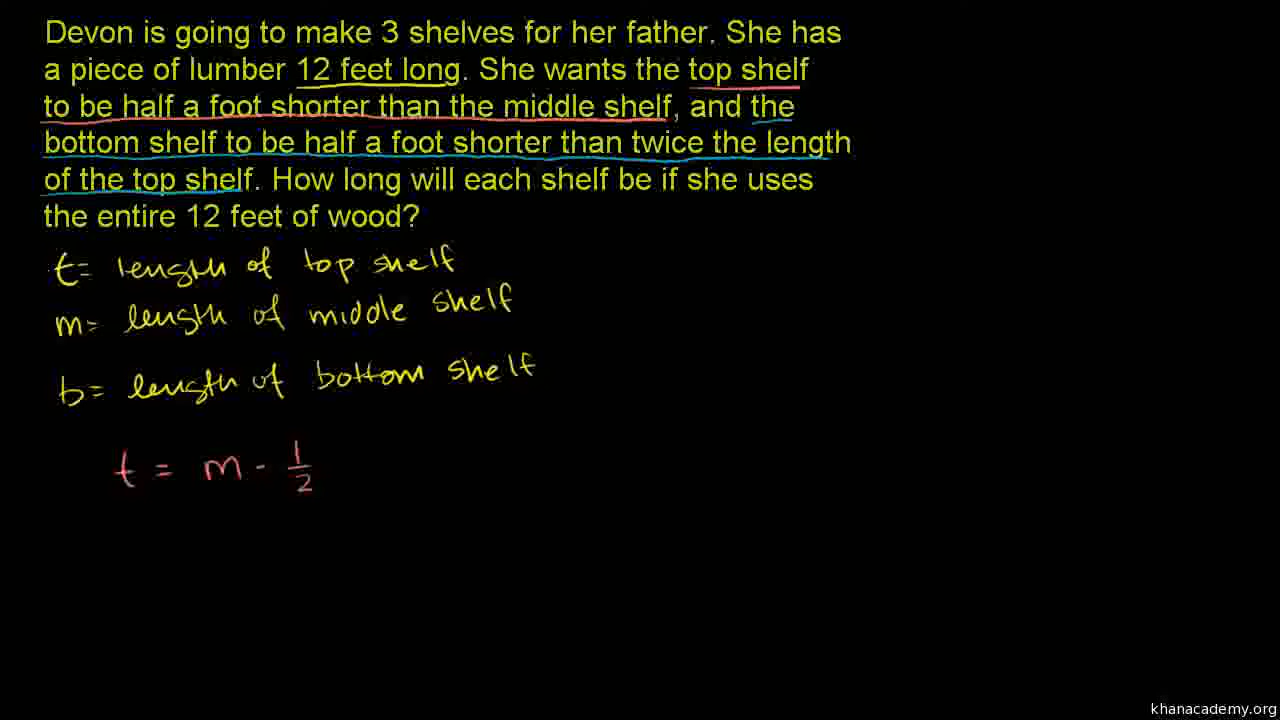 Devon is going to make 3 shelves for her father. She has
a piece of lumber 12 feet long. She wants the top shelf
to be half a foot shorter than the middle shelf, and the
bottom shelf to be half a foot shorter than twice the length
of the top shelf. How long will each shelf be if she uses
the entire 12 feet of wood?
t= length of top shelf
m= length of middle shelf
b= length of bottom shelf
t = m - 1/2
khanacademy.org